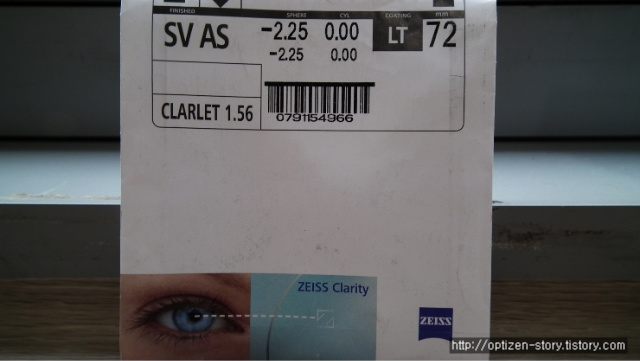 FINISHED SPHERE CYL COATING mm
SV AS -2.25 0.00 LT 72
-2.25 0.00
CLARLET 1.56
0791154966
ZEISS Clarity
ZEISS
http://optizen-story.tistory.com